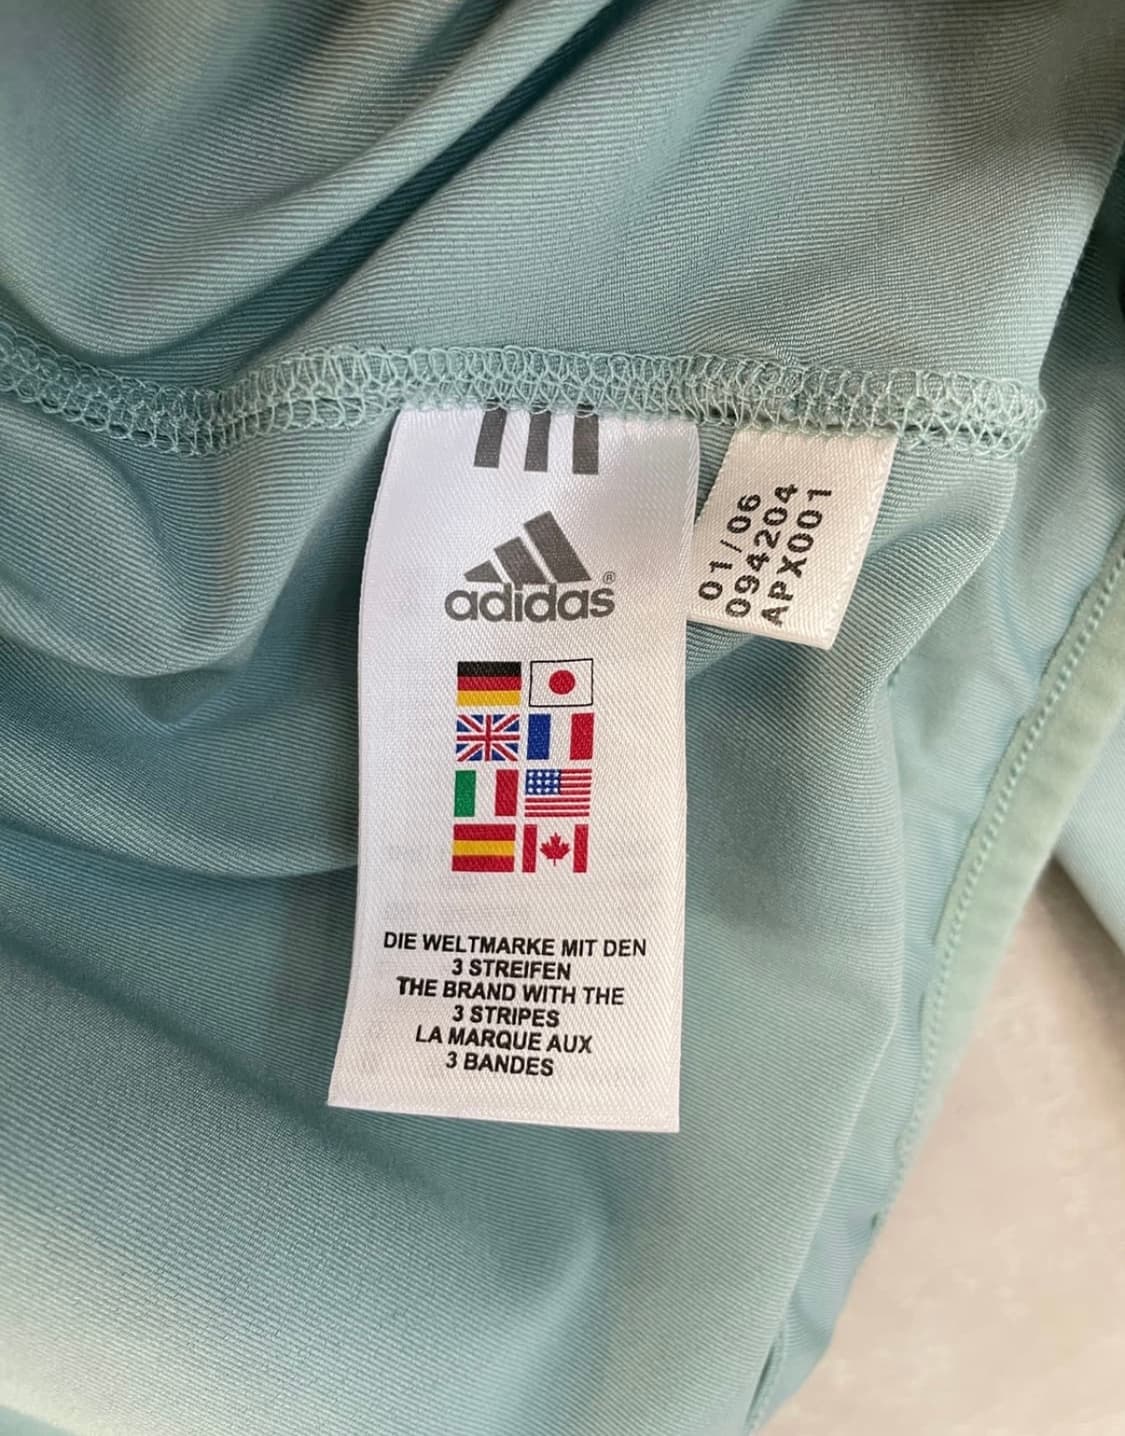 adidas®
DIE WELTMARKE MIT DEN
3 STREIFEN
THE BRAND WITH THE
3 STRIPES
LA MARQUE AUX
3 BANDES
01/06
094204
APX001